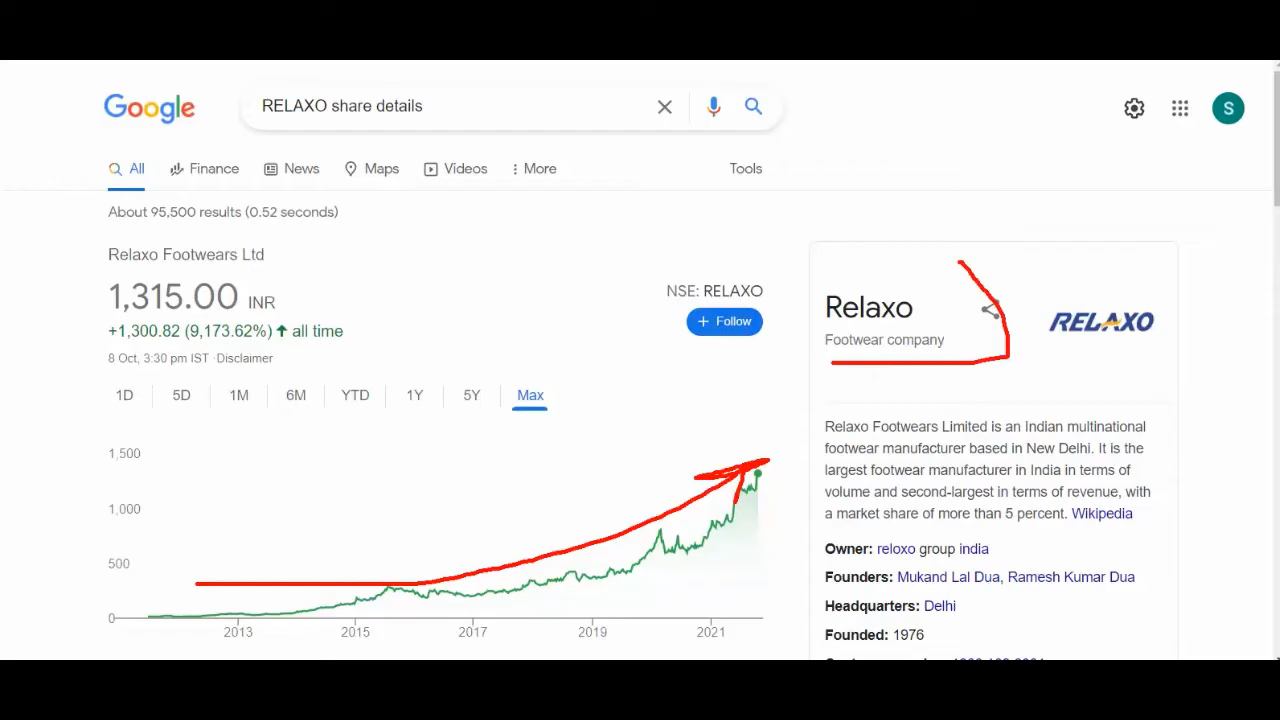 Google
RELAXO share details
S
All Finance News Maps Videos More Tools
About 95,500 results (0.52 seconds)
Relaxo Footwears Ltd
1,315.00 INR
+1,300.82 (9,173.62%) all time
8 Oct, 3:30 pm IST · Disclaimer
NSE: RELAXO
+ Follow
1D 5D 1M 6M YTD 1Y 5Y Max
1,500
1,000
500
0
2013 2015 2017 2019 2021
Relaxo
Footwear company
RELAXO
Relaxo Footwears Limited is an Indian multinational
footwear manufacturer based in New Delhi. It is the
largest footwear manufacturer in India in terms of
volume and second-largest in terms of revenue, with
a market share of more than 5 percent. Wikipedia
Owner: reloxo group india
Founders: Mukand Lal Dua, Ramesh Kumar Dua
Headquarters: Delhi
Founded: 1976